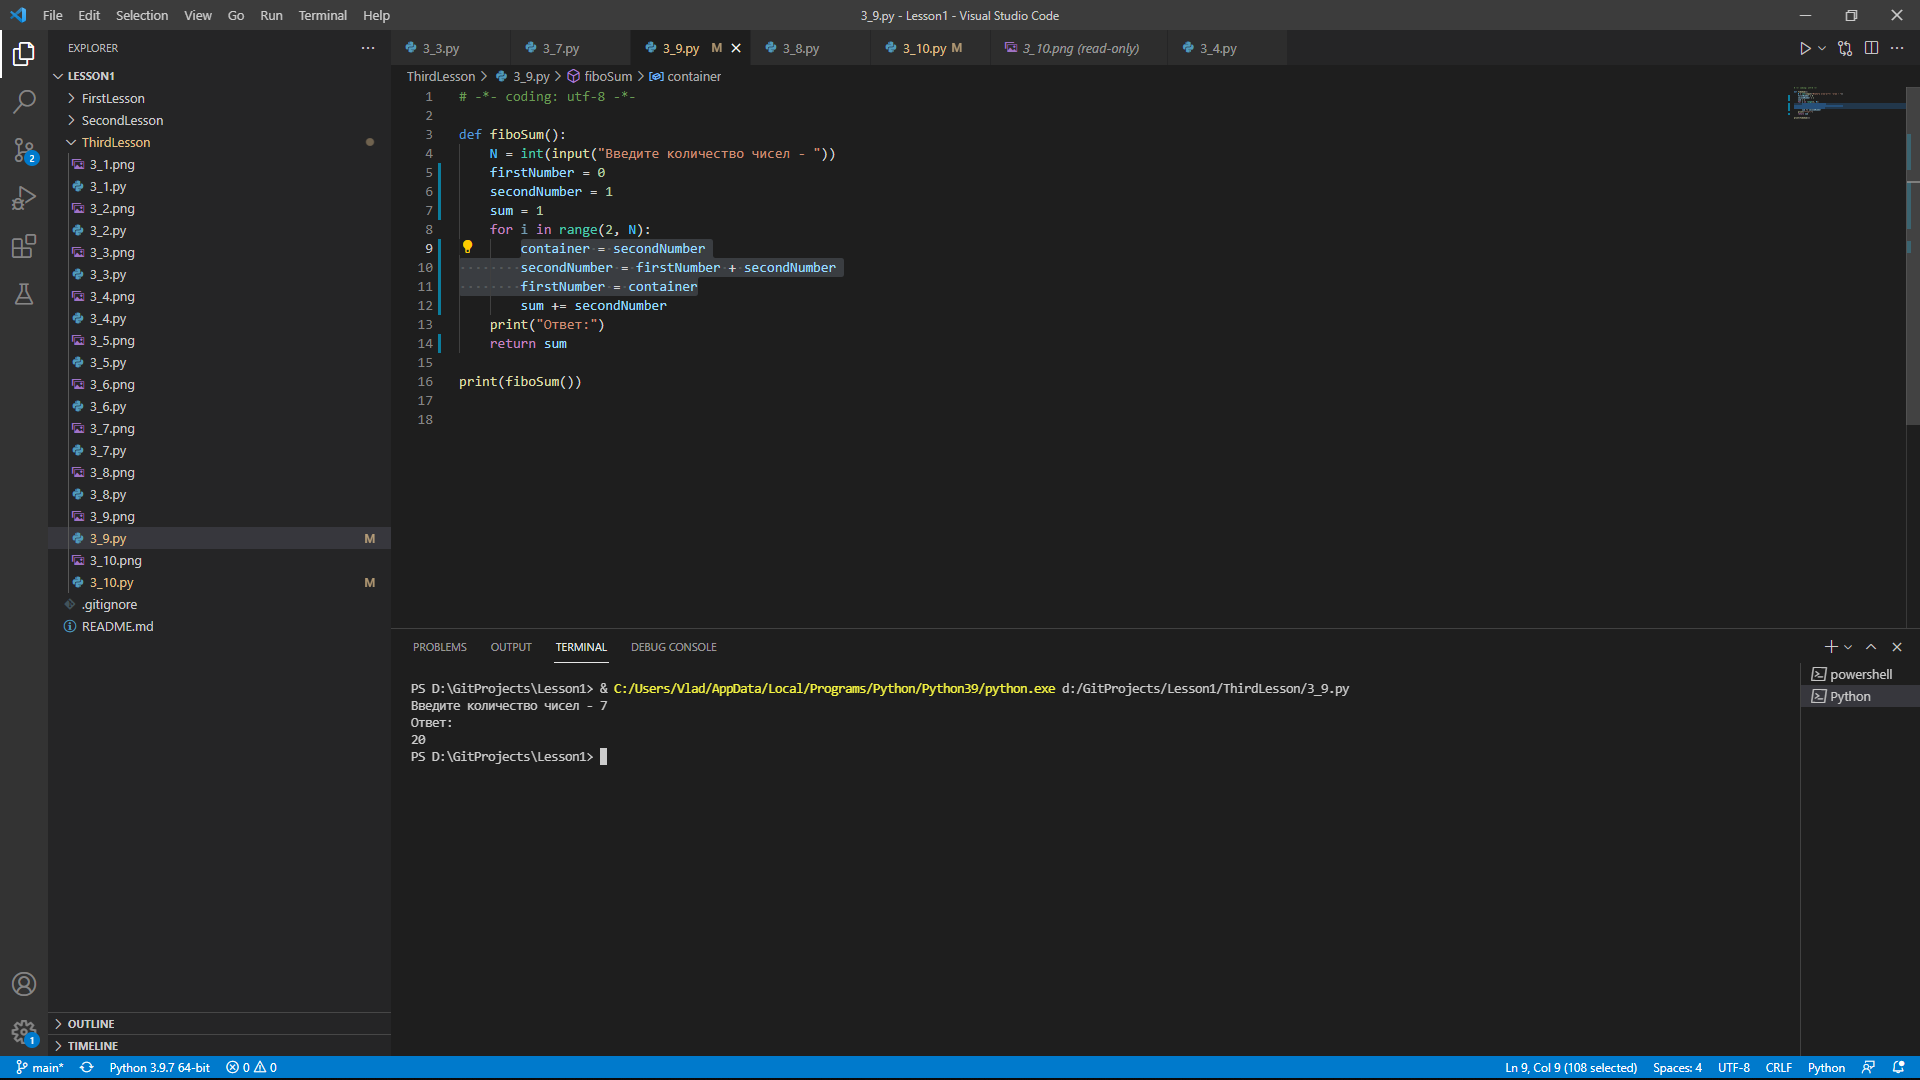 File Edit Selection View Go Run Terminal Help
3_9.py - Lesson1 - Visual Studio Code
EXPLORER
3_3.py 3_7.py 3_9.py M 3_8.py 3_10.py M 3_10.png (read-only) 3_4.py
LESSON1
FirstLesson
SecondLesson
ThirdLesson
3_1.png
3_1.py
3_2.png
3_2.py
3_3.png
3_3.py
3_4.png
3_4.py
3_5.png
3_5.py
3_6.png
3_6.py
3_7.png
3_7.py
3_8.png
3_8.py
3_9.png
3_9.py M
3_10.png
3_10.py M
.gitignore
README.md
OUTLINE
TIMELINE
2
1
ThirdLesson > 3_9.py > fiboSum > container
1 # -*- coding: utf-8 -*-
2
3 def fiboSum():
4 N = int(input("Введите количество чисел - "))
5 firstNumber = 0
6 secondNumber = 1
7 sum = 1
8 for i in range(2, N):
9 container = secondNumber
10 secondNumber = firstNumber + secondNumber
11 firstNumber = container
12 sum += secondNumber
13 print("Ответ:")
14 return sum
15
16 print(fiboSum())
17
18
PROBLEMS OUTPUT TERMINAL DEBUG CONSOLE
PS D:\GitProjects\Lesson1> & C:/Users/Vlad/AppData/Local/Programs/Python/Python39/python.exe d:/GitProjects/Lesson1/ThirdLesson/3_9.py
Введите количество чисел - 7
Ответ:
20
PS D:\GitProjects\Lesson1>
powershell
Python
main* Python 3.9.7 64-bit 0 0 Ln 9, Col 9 (108 selected) Spaces: 4 UTF-8 CRLF Python